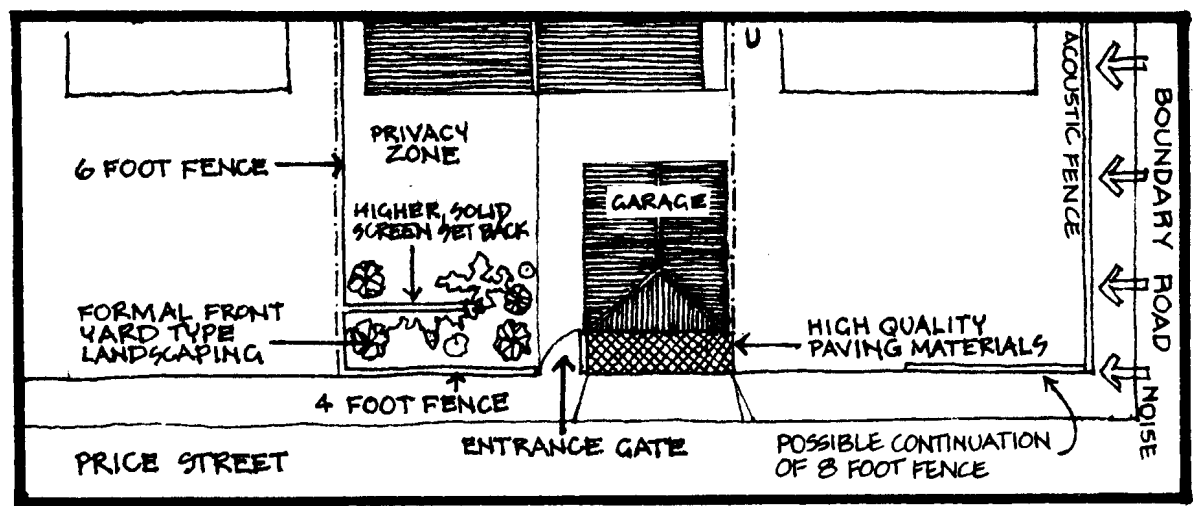 U
ACOUSTIC FENCE
BOUNDARY ROAD
NOISE
PRIVACY
ZONE
6 FOOT FENCE
GARAGE
HIGHER, SOLID
SCREEN SET BACK
FORMAL FRONT
YARD TYPE
LANDSCAPING
HIGH QUALITY
PAVING MATERIALS
4 FOOT FENCE
ENTRANCE GATE
POSSIBLE CONTINUATION
OF 8 FOOT FENCE
PRICE STREET